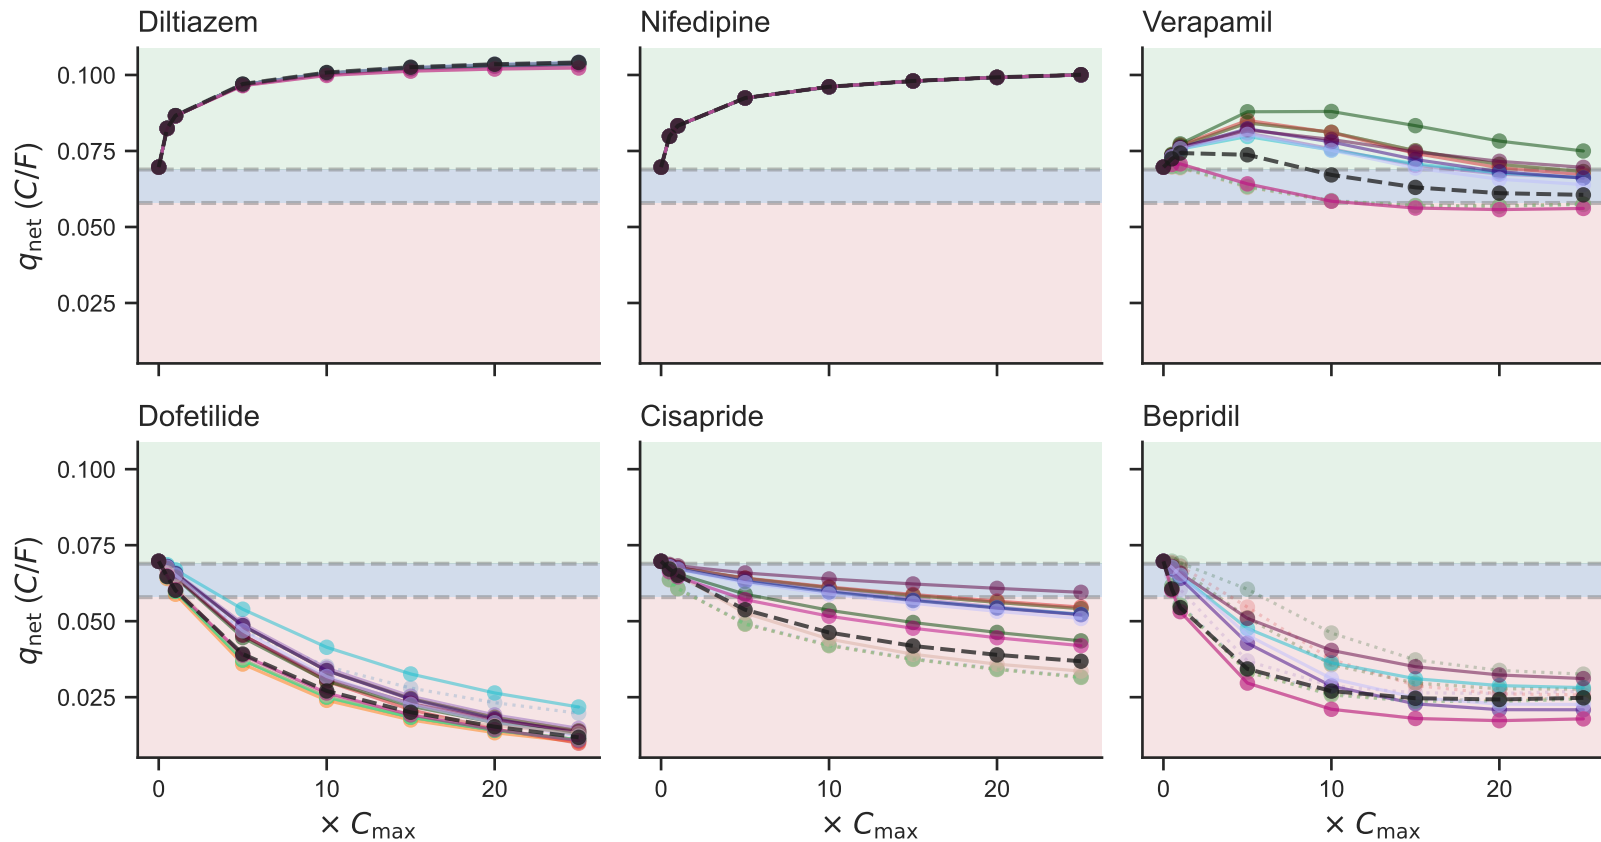 Diltiazem
Nifedipine
Verapamil
q_net (C/F)
0.100
0.075
0.050
0.025
Dofetilide
Cisapride
Bepridil
q_net (C/F)
0.100
0.075
0.050
0.025
0 10 20
0 10 20
0 10 20
× C_max
× C_max
× C_max